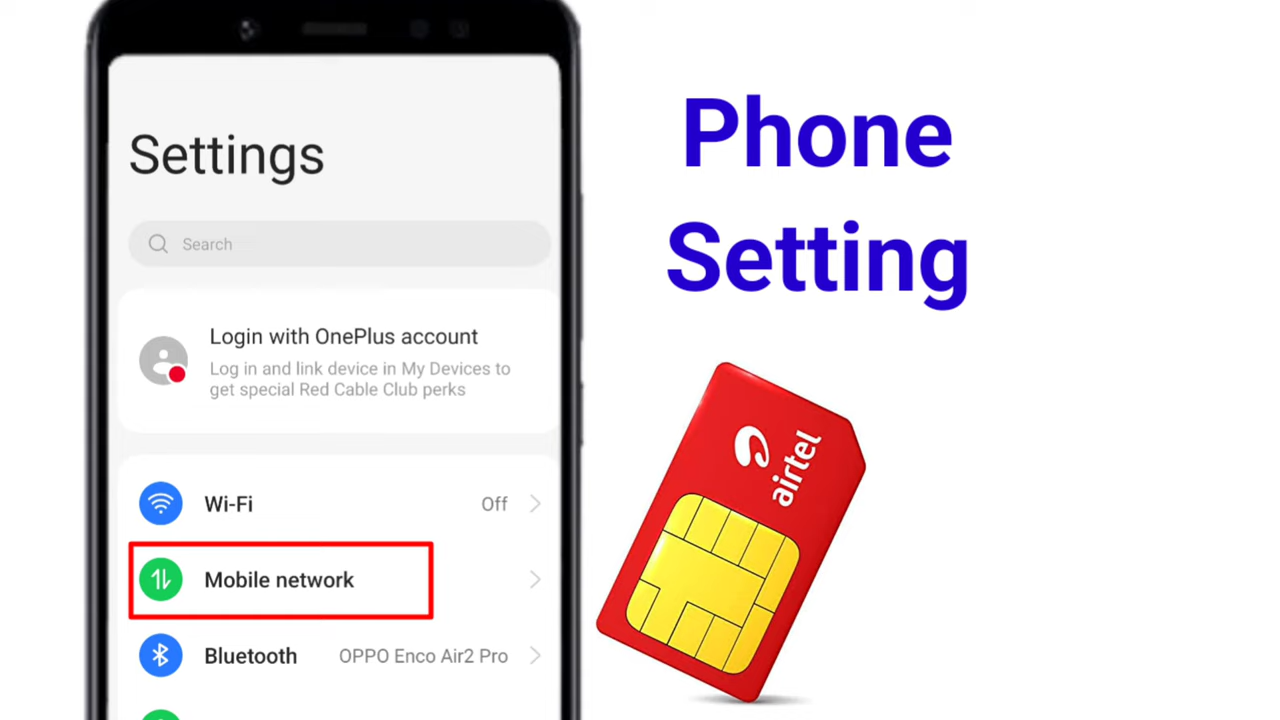 Settings
Search
Login with OnePlus account
Log in and link device in My Devices to
get special Red Cable Club perks
Wi-Fi Off
Mobile network
Bluetooth OPPO Enco Air2 Pro
Phone
Setting
airtel